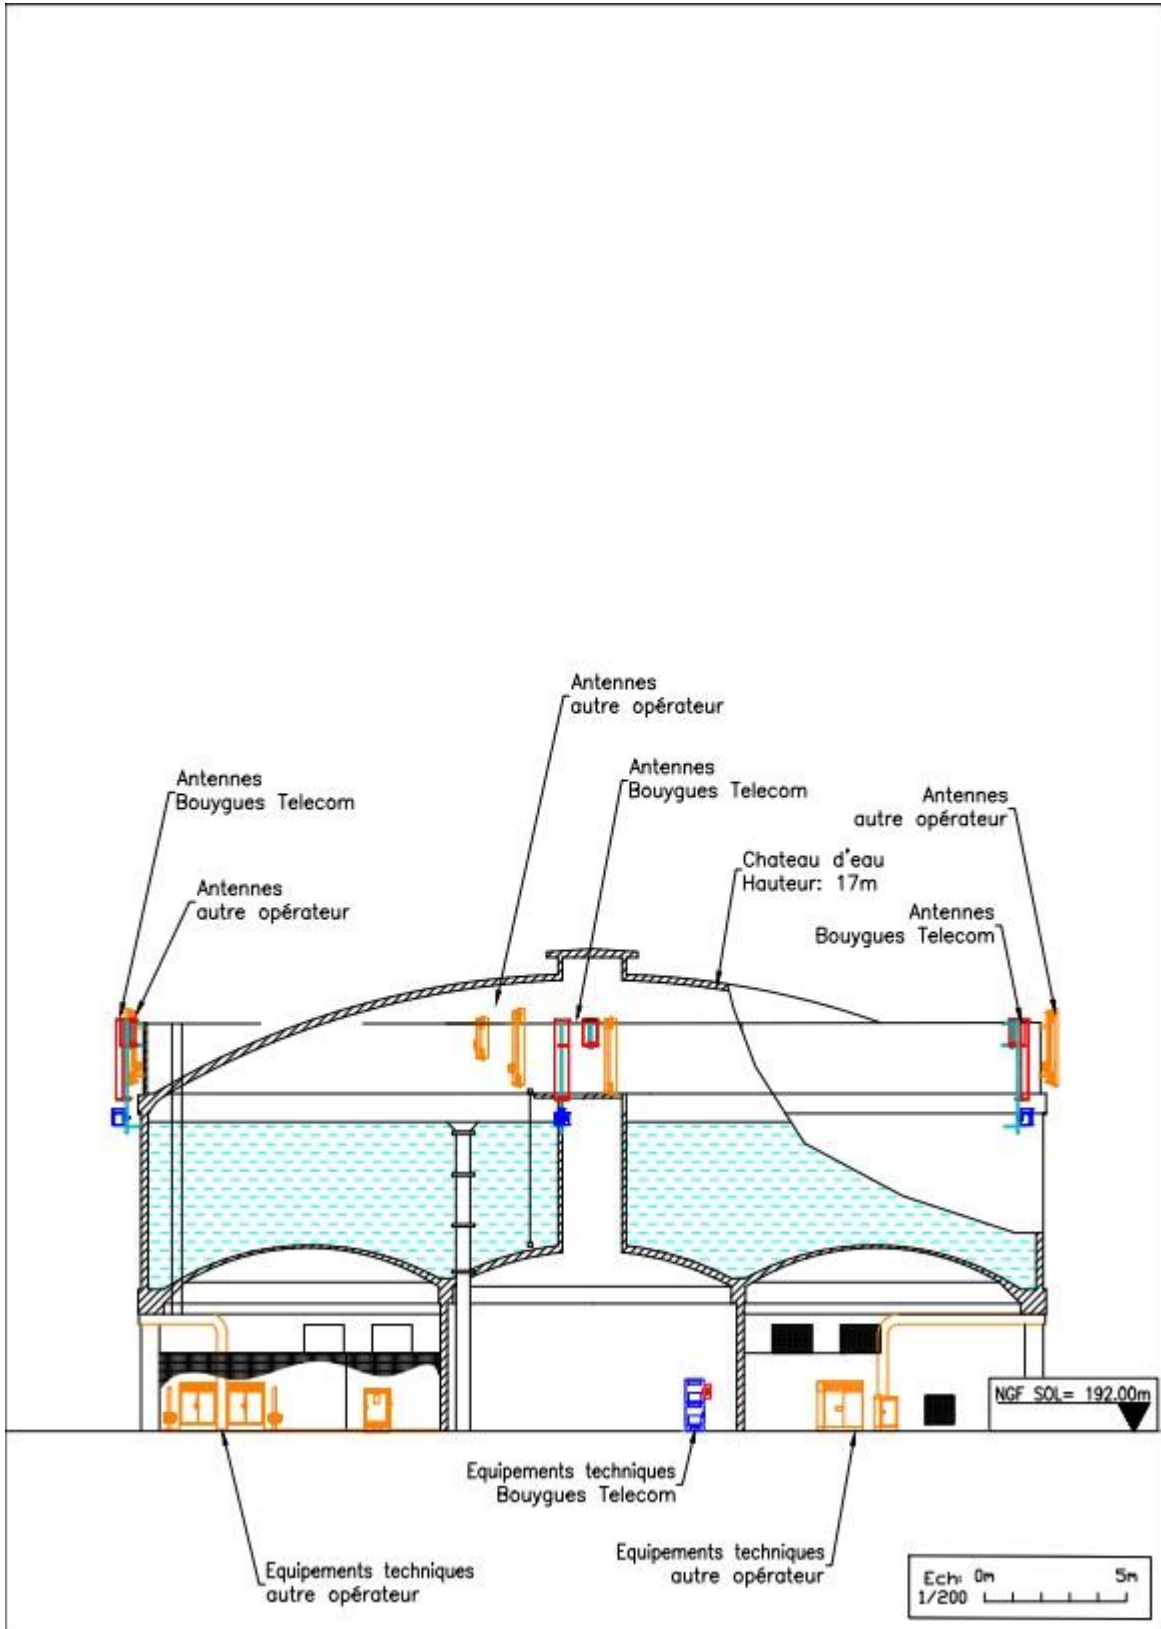 Antennes
autre opérateur
Antennes
Bouygues Telecom
Antennes
Bouygues Telecom
Antennes
autre opérateur
Chateau d'eau
Hauteur: 17m
Antennes
autre opérateur
Antennes
Bouygues Telecom
NGF SOL= 192.00m
Equipements techniques
Bouygues Telecom
Equipements techniques
autre opérateur
Equipements techniques
autre opérateur
Ech: 0m 5m
1/200